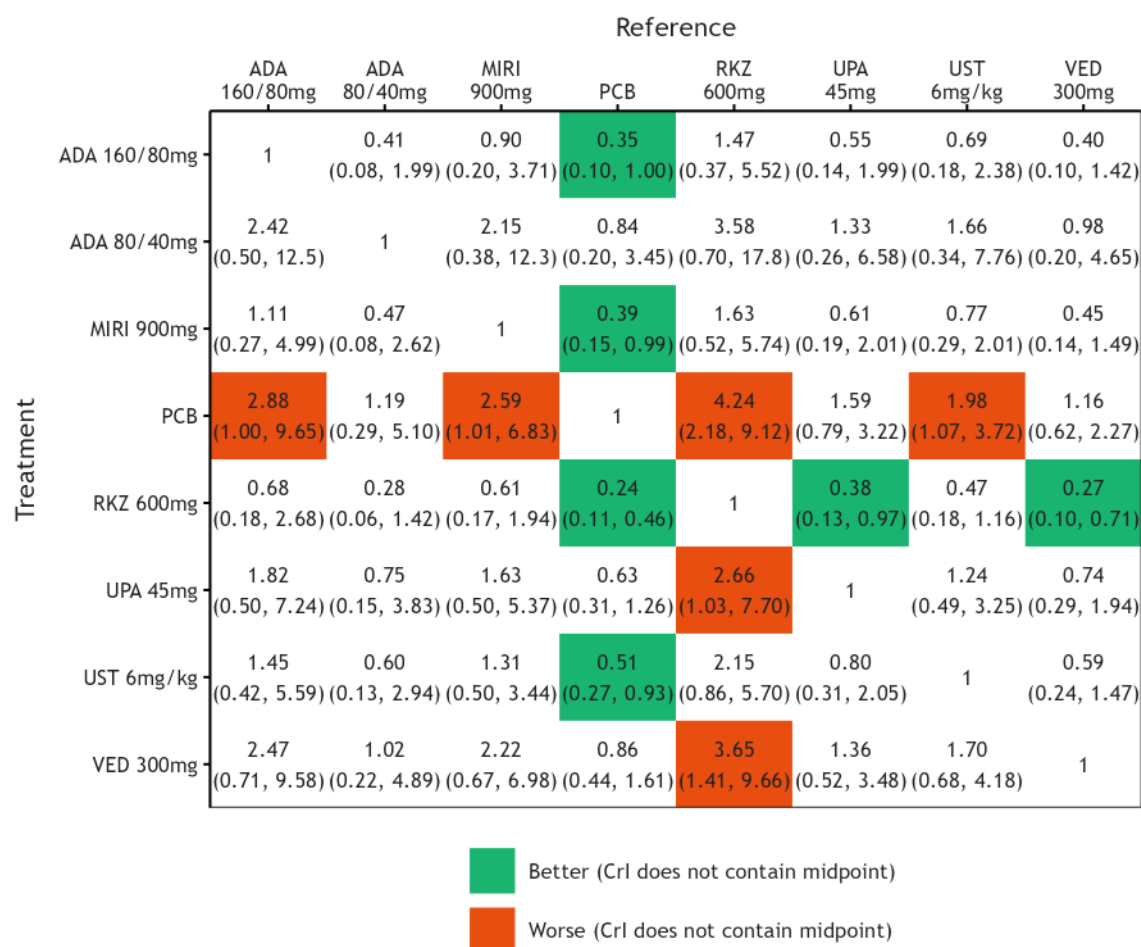 Reference
ADA ADA MIRI RKZ UPA UST VED
160/80mg 80/40mg 900mg PCB 600mg 45mg 6mg/kg 300mg
0.41 0.90 0.35 1.47 0.55 0.69 0.40
ADA 160/80mg 1
(0.08, 1.99) (0.20, 3.71) (0.10, 1.00) (0.37, 5.52) (0.14, 1.99) (0.18, 2.38) (0.10, 1.42)
2.42 2.15 0.84 3.58 1.33 1.66 0.98
ADA 80/40mg 1
(0.50, 12.5) (0.38, 12.3) (0.20, 3.45) (0.70, 17.8) (0.26, 6.58) (0.34, 7.76) (0.20, 4.65)
1.11 0.47 0.39 1.63 0.61 0.77 0.45
MIRI 900mg 1
(0.27, 4.99) (0.08, 2.62) (0.15, 0.99) (0.52, 5.74) (0.19, 2.01) (0.29, 2.01) (0.14, 1.49)
2.88 1.19 2.59 4.24 1.59 1.98 1.16
PCB 1
(1.00, 9.65) (0.29, 5.10) (1.01, 6.83) (2.18, 9.12) (0.79, 3.22) (1.07, 3.72) (0.62, 2.27)
Treatment
0.68 0.28 0.61 0.24 0.38 0.47 0.27
RKZ 600mg 1
(0.18, 2.68) (0.06, 1.42) (0.17, 1.94) (0.11, 0.46) (0.13, 0.97) (0.18, 1.16) (0.10, 0.71)
1.82 0.75 1.63 0.63 2.66 1.24 0.74
UPA 45mg 1
(0.50, 7.24) (0.15, 3.83) (0.50, 5.37) (0.31, 1.26) (1.03, 7.70) (0.49, 3.25) (0.29, 1.94)
1.45 0.60 1.31 0.51 2.15 0.80 0.59
UST 6mg/kg 1
(0.42, 5.59) (0.13, 2.94) (0.50, 3.44) (0.27, 0.93) (0.86, 5.70) (0.31, 2.05) (0.24, 1.47)
2.47 1.02 2.22 0.86 3.65 1.36 1.70
VED 300mg 1
(0.71, 9.58) (0.22, 4.89) (0.67, 6.98) (0.44, 1.61) (1.41, 9.66) (0.52, 3.48) (0.68, 4.18)
Better (CrI does not contain midpoint)
Worse (CrI does not contain midpoint)